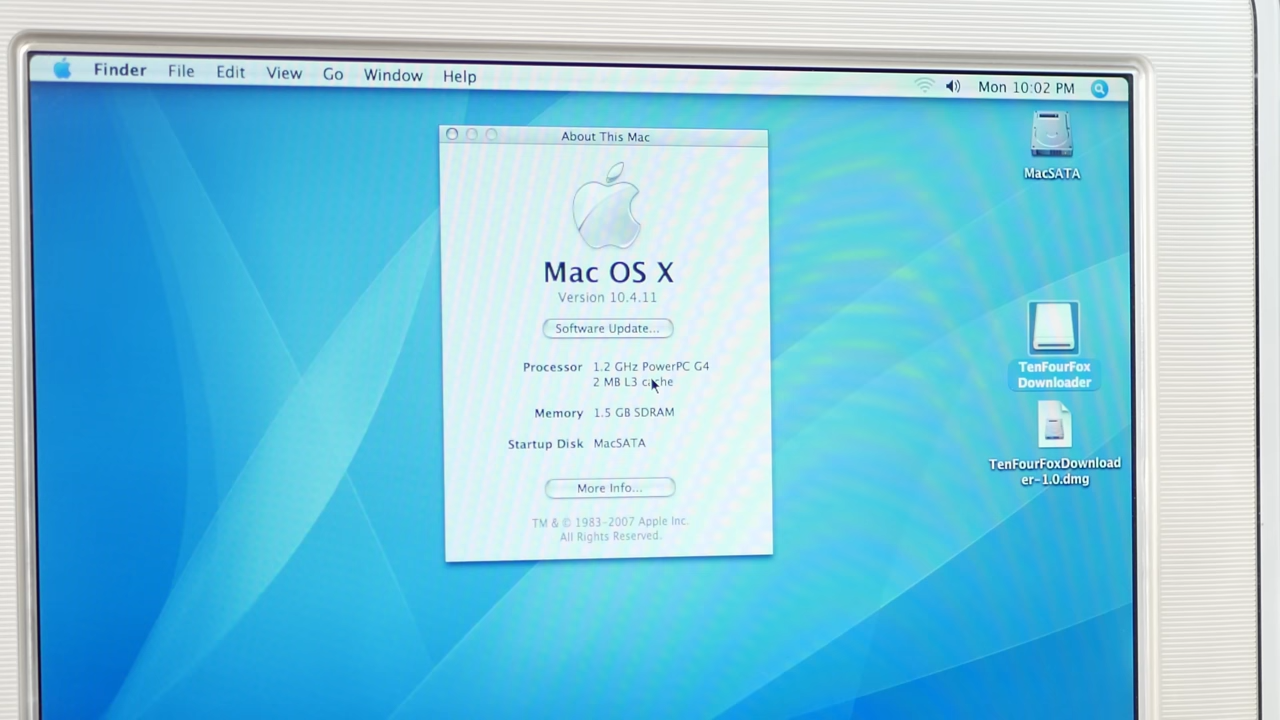 Finder File Edit View Go Window Help Mon 10:02 PM
About This Mac
Mac OS X
Version 10.4.11
Software Update...
Processor 1.2 GHz PowerPC G4
2 MB L3 cache
Memory 1.5 GB SDRAM
Startup Disk MacSATA
More Info...
TM & © 1983-2007 Apple Inc.
All Rights Reserved.
MacSATA
TenFourFox
Downloader
TenFourFoxDownload
er-1.0.dmg